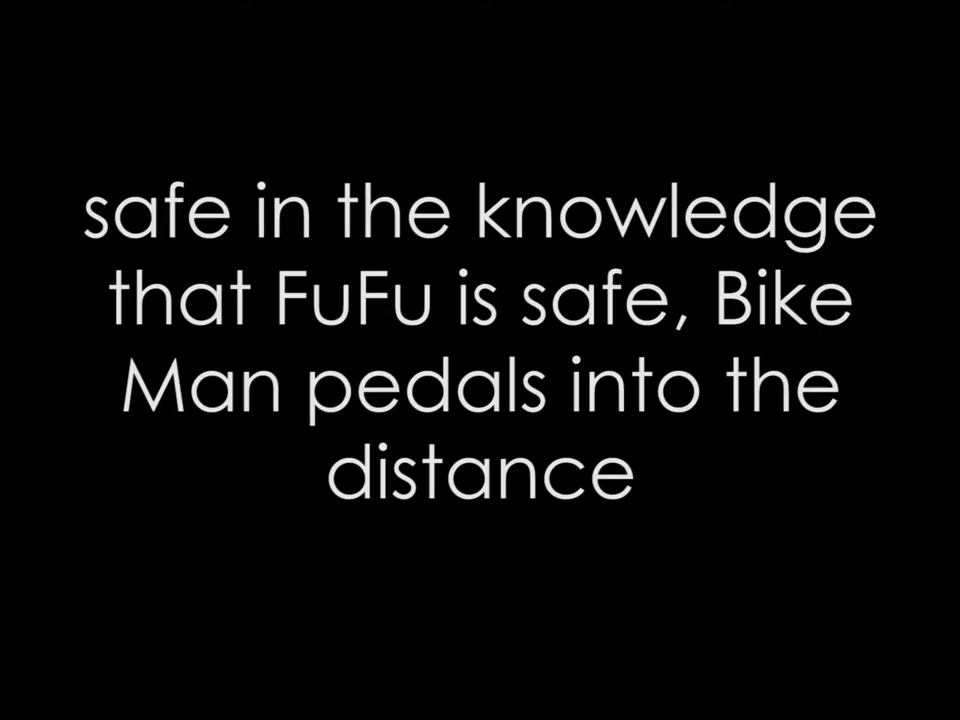 safe in the knowledge
that FuFu is safe, Bike
Man pedals into the
distance